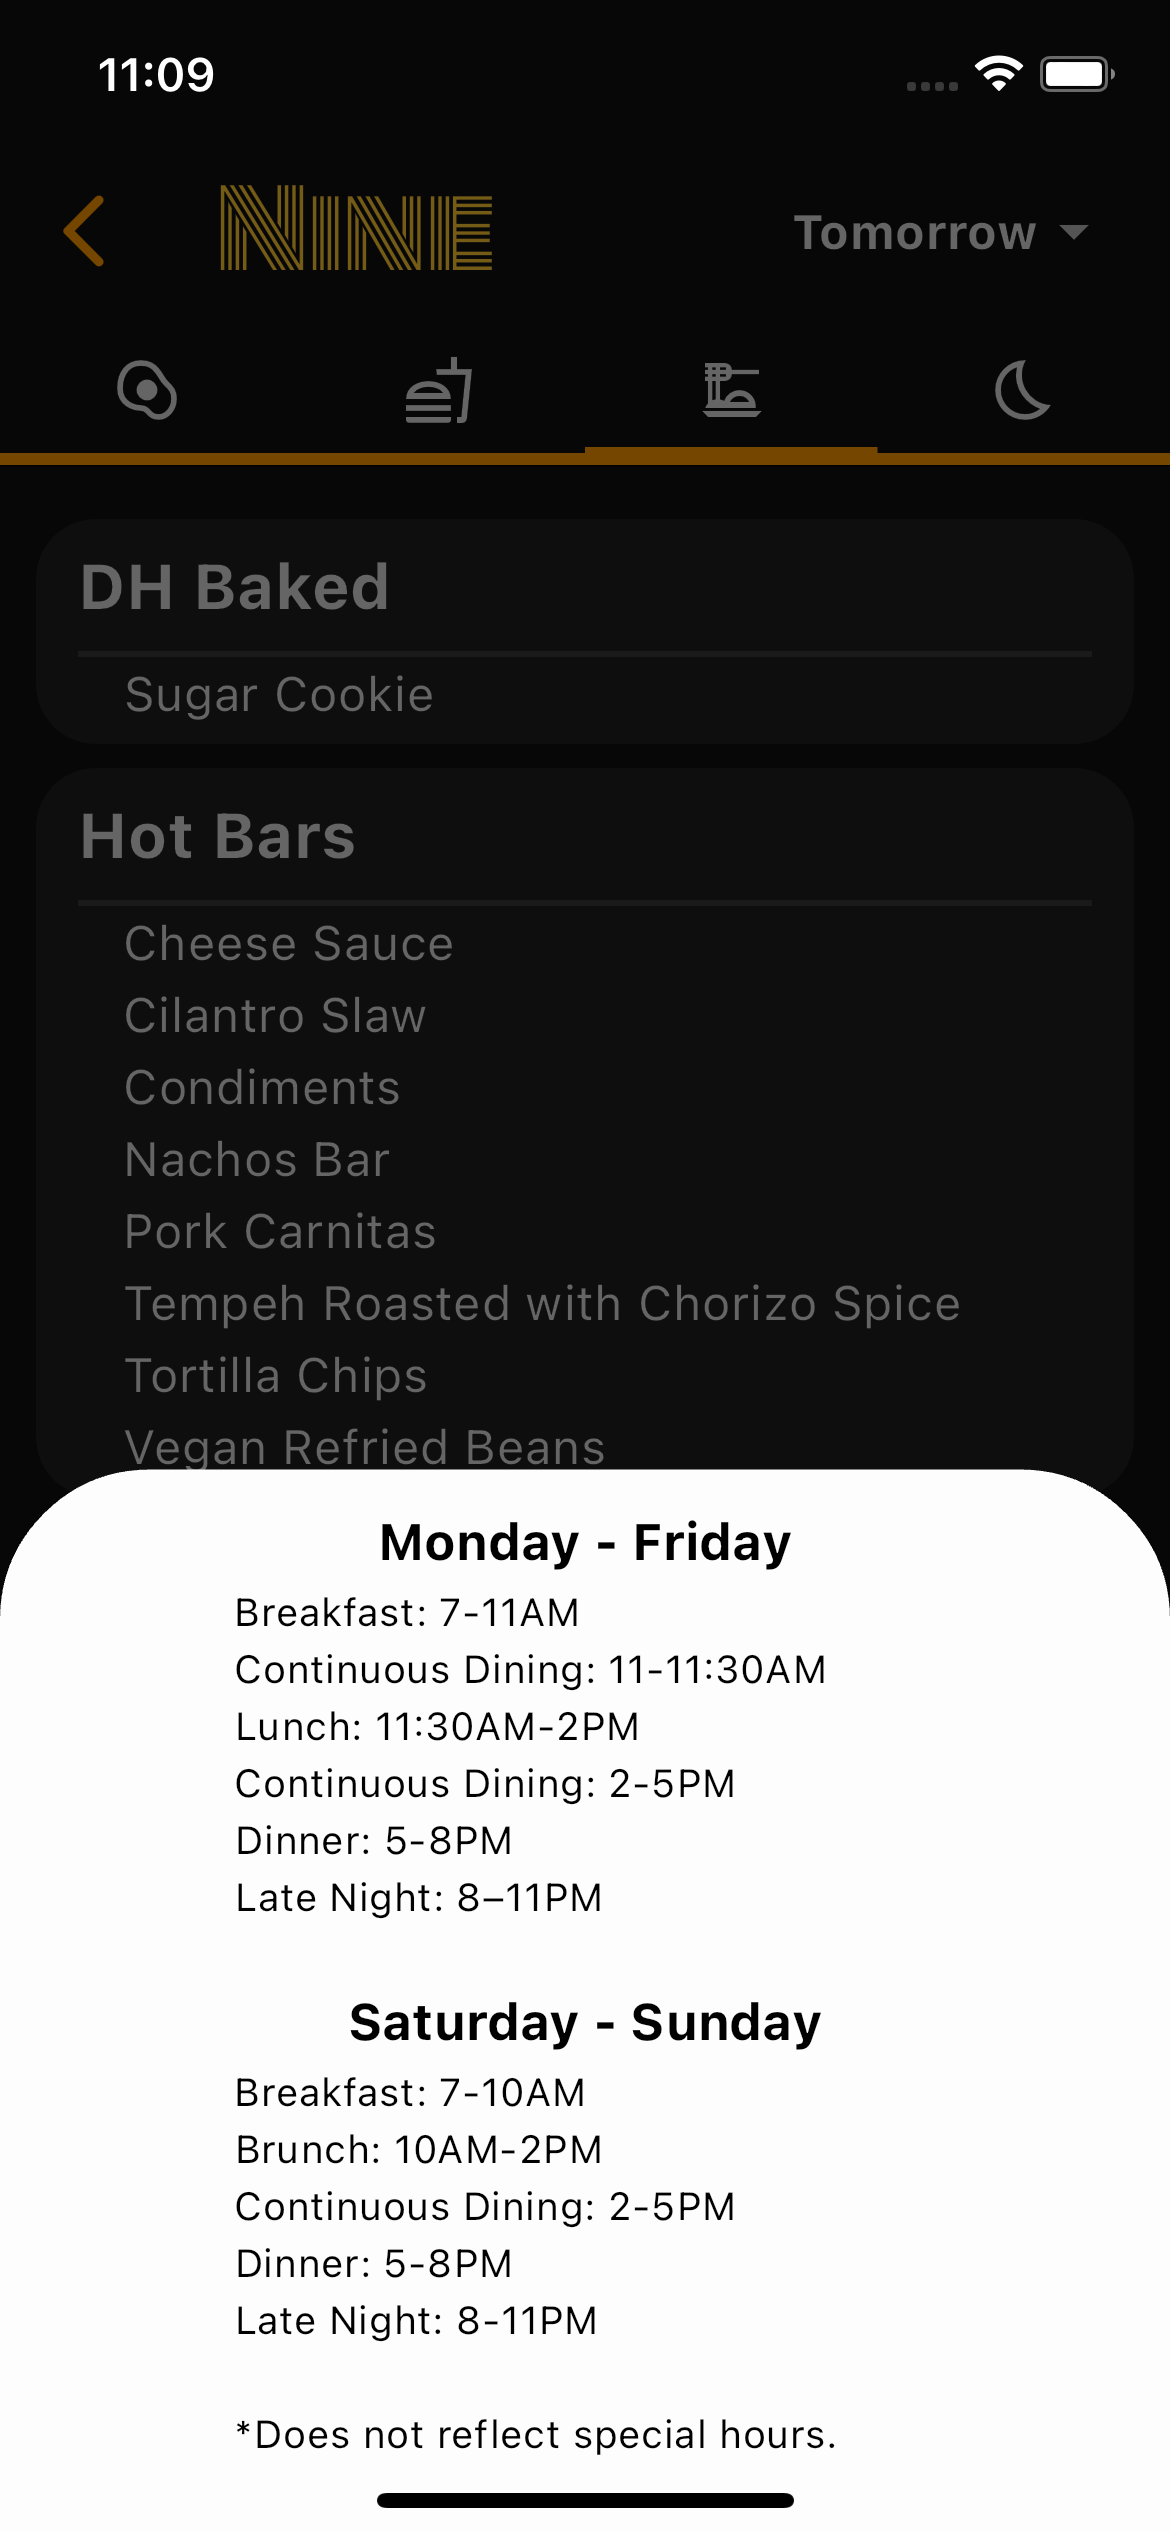 11:09
NINE
Tomorrow
DH Baked
Sugar Cookie
Hot Bars
Cheese Sauce
Cilantro Slaw
Condiments
Nachos Bar
Pork Carnitas
Tempeh Roasted with Chorizo Spice
Tortilla Chips
Vegan Refried Beans
Monday - Friday
Breakfast: 7-11AM
Continuous Dining: 11-11:30AM
Lunch: 11:30AM-2PM
Continuous Dining: 2-5PM
Dinner: 5-8PM
Late Night: 8–11PM
Saturday - Sunday
Breakfast: 7-10AM
Brunch: 10AM-2PM
Continuous Dining: 2-5PM
Dinner: 5-8PM
Late Night: 8-11PM
*Does not reflect special hours.